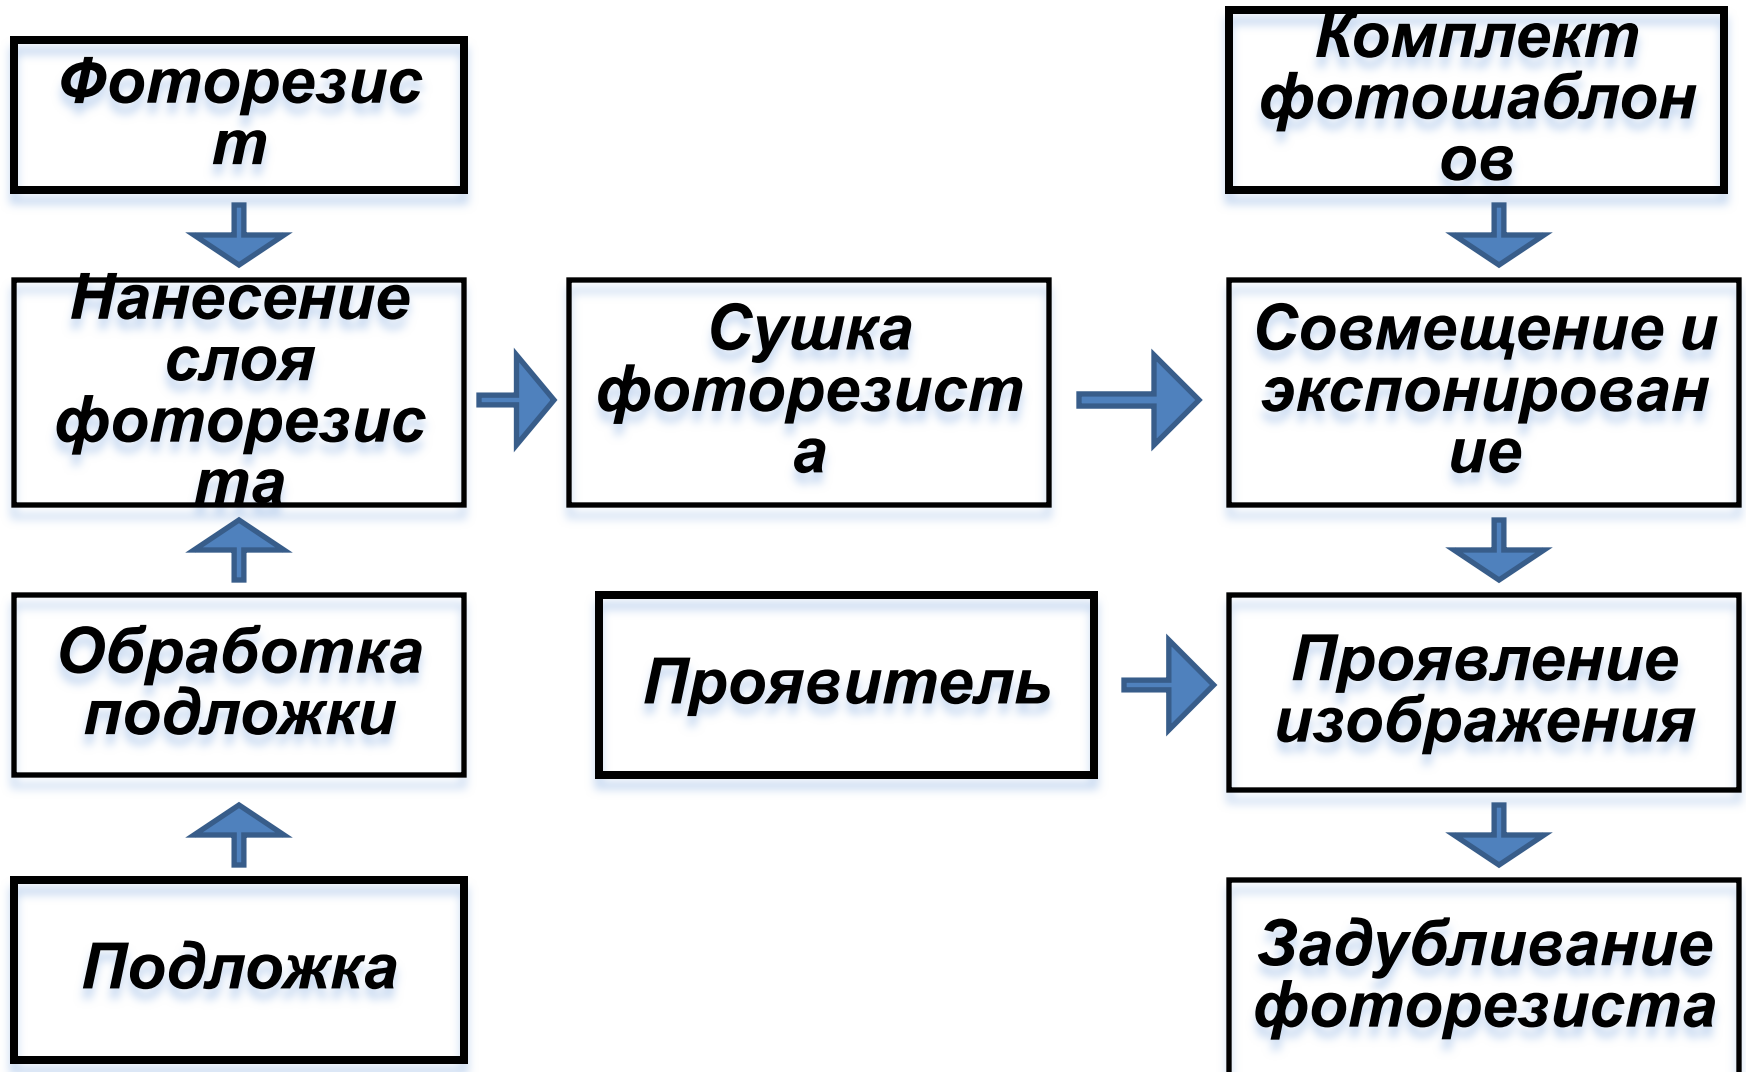 Фоторезис
т
Комплект
фотошаблон
ов
Нанесение
слоя
фоторезис
та
Сушка
фоторезист
а
Совмещение и
экспонирован
ие
Обработка
подложки
Проявитель
Проявление
изображения
Подложка
Задубливание
фоторезиста